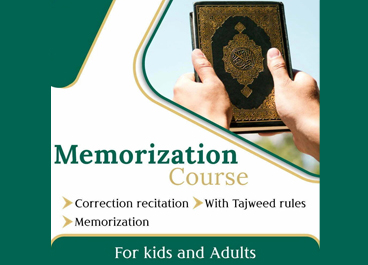 Memorization
Course
Correction recitation With Tajweed rules
Memorization
For kids and Adults